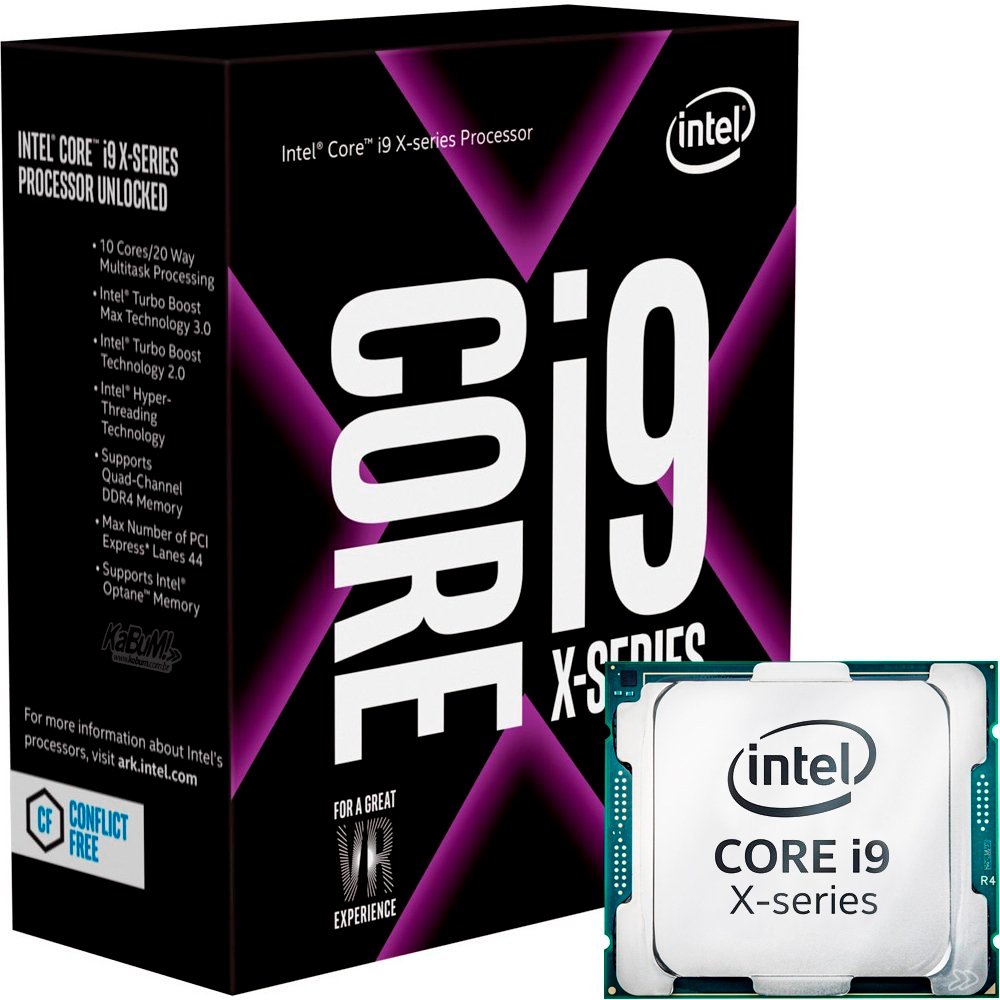 INTEL® CORE™ i9 X-SERIES
PROCESSOR UNLOCKED
• 10 Cores/20 Way
Multitask Processing
• Intel® Turbo Boost
Max Technology 3.0
• Intel® Turbo Boost
Technology 2.0
• Intel® Hyper-
Threading
Technology
• Supports
Quad-Channel
DDR4 Memory
• Max Number of PCI
Express* Lanes 44
• Supports Intel®
Optane™ Memory
KaBuM!
www.kabum.com.br
For more information about Intel's
processors, visit ark.intel.com
CF CONFLICT
FREE
Intel® Core™ i9 X-series Processor
intel®
CORE i9
X-SERIES
FOR A GREAT
VR
EXPERIENCE
intel®
CORE i9
X-series
R4